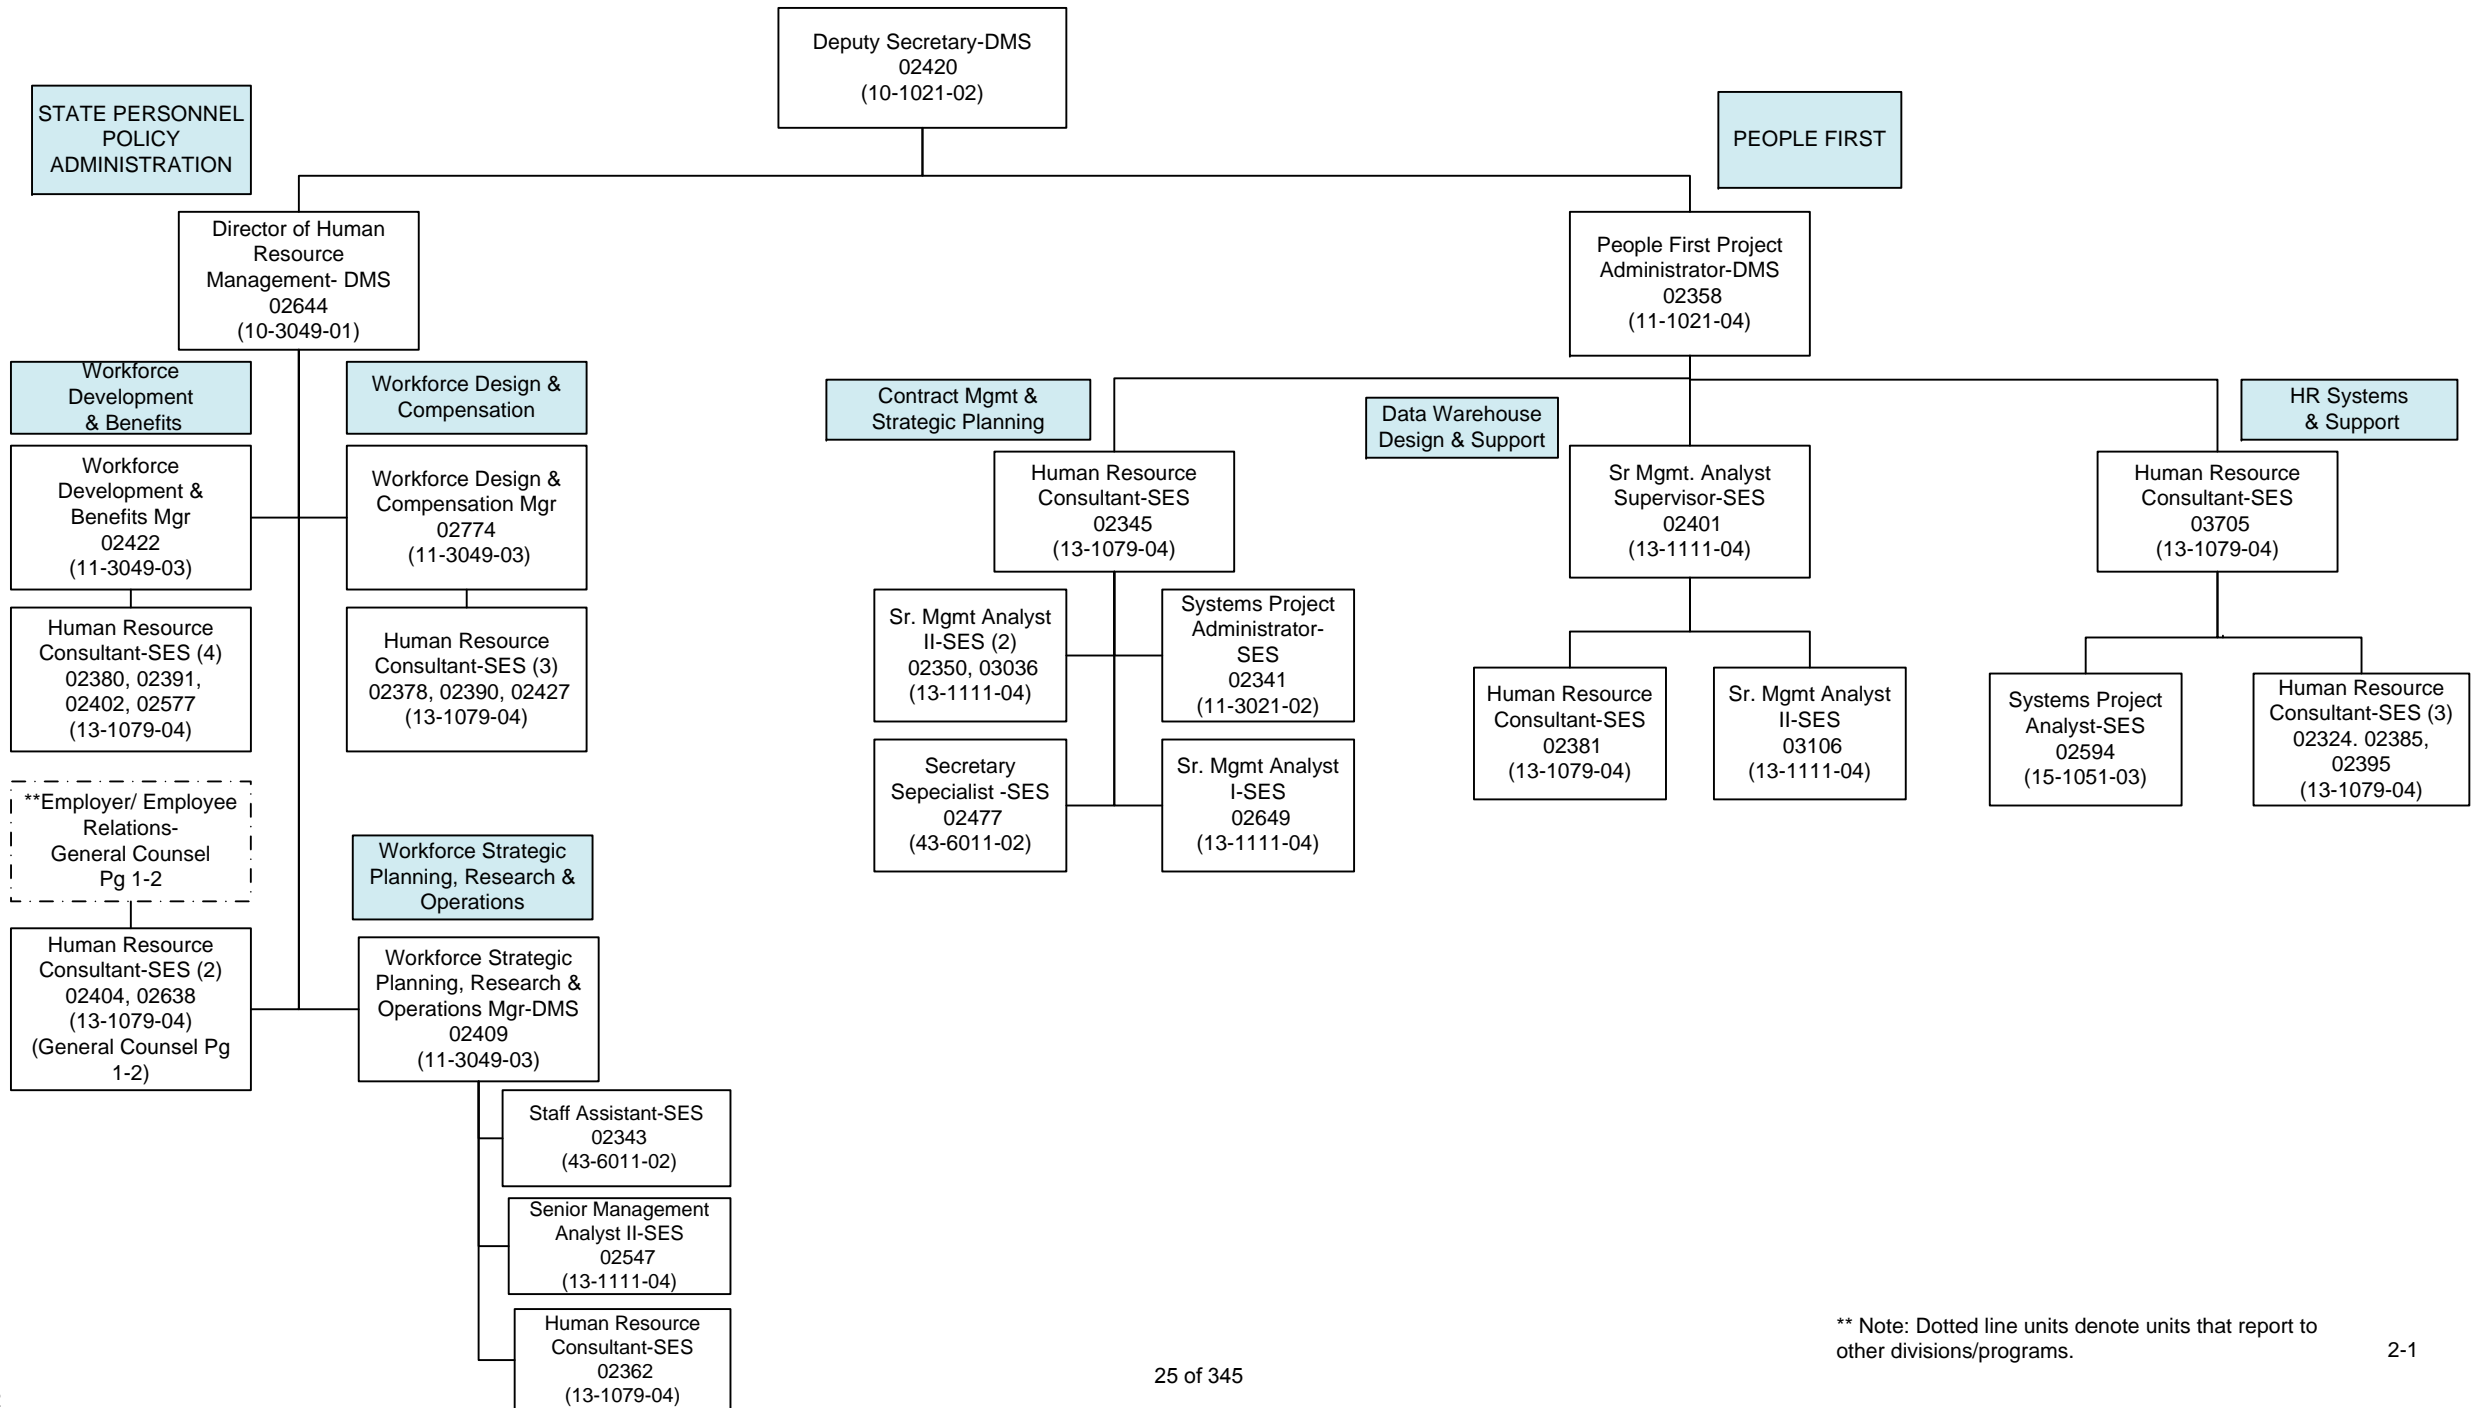 Deputy Secretary-DMS
02420
(10-1021-02)
STATE PERSONNEL
POLICY
ADMINISTRATION
PEOPLE FIRST
Director of Human
Resource
Management- DMS
02644
(10-3049-01)
People First Project
Administrator-DMS
02358
(11-1021-04)
Workforce
Development
& Benefits
Workforce Design &
Compensation
Workforce
Development &
Benefits Mgr
02422
(11-3049-03)
Workforce Design &
Compensation Mgr
02774
(11-3049-03)
Human Resource
Consultant-SES (4)
02380, 02391,
02402, 02577
(13-1079-04)
Human Resource
Consultant-SES (3)
02378, 02390, 02427
(13-1079-04)
**Employer/ Employee
Relations-
General Counsel
Pg 1-2
Human Resource
Consultant-SES (2)
02404, 02638
(13-1079-04)
(General Counsel Pg
1-2)
Workforce Strategic
Planning, Research &
Operations
Workforce Strategic
Planning, Research &
Operations Mgr-DMS
02409
(11-3049-03)
Staff Assistant-SES
02343
(43-6011-02)
Senior Management
Analyst II-SES
02547
(13-1111-04)
Human Resource
Consultant-SES
02362
(13-1079-04)
Contract Mgmt &
Strategic Planning
Human Resource
Consultant-SES
02345
(13-1079-04)
Sr. Mgmt Analyst
II-SES (2)
02350, 03036
(13-1111-04)
Systems Project
Administrator-
SES
02341
(11-3021-02)
Secretary
Sepecialist -SES
02477
(43-6011-02)
Sr. Mgmt Analyst
I-SES
02649
(13-1111-04)
Data Warehouse
Design & Support
Sr Mgmt. Analyst
Supervisor-SES
02401
(13-1111-04)
Human Resource
Consultant-SES
02381
(13-1079-04)
Sr. Mgmt Analyst
II-SES
03106
(13-1111-04)
HR Systems
& Support
Human Resource
Consultant-SES
03705
(13-1079-04)
Systems Project
Analyst-SES
02594
(15-1051-03)
Human Resource
Consultant-SES (3)
02324. 02385,
02395
(13-1079-04)
** Note: Dotted line units denote units that report to
other divisions/programs.
2-1
25 of 345